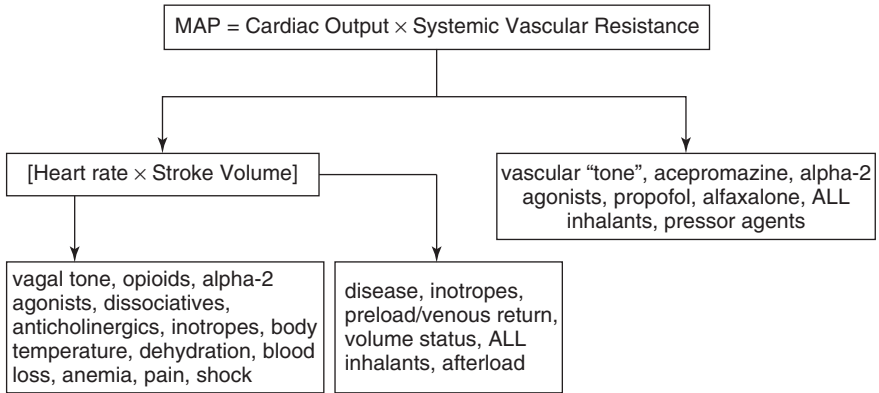 MAP = Cardiac Output × Systemic Vascular Resistance
[Heart rate × Stroke Volume]
vascular “tone”, acepromazine, alpha-2
agonists, propofol, alfaxalone, ALL
inhalants, pressor agents
vagal tone, opioids, alpha-2
agonists, dissociatives,
anticholinergics, inotropes, body
temperature, dehydration, blood
loss, anemia, pain, shock
disease, inotropes,
preload/venous return,
volume status, ALL
inhalants, afterload